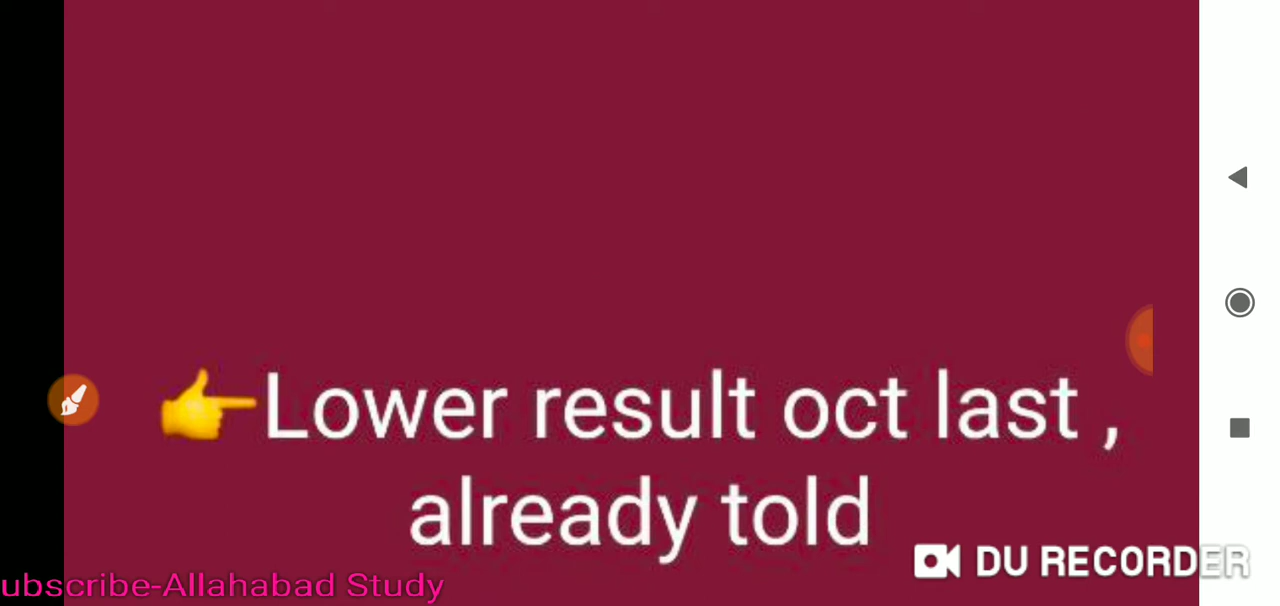 👉Lower result oct last ,
already told
DU RECORDER
ubscribe-Allahabad Study